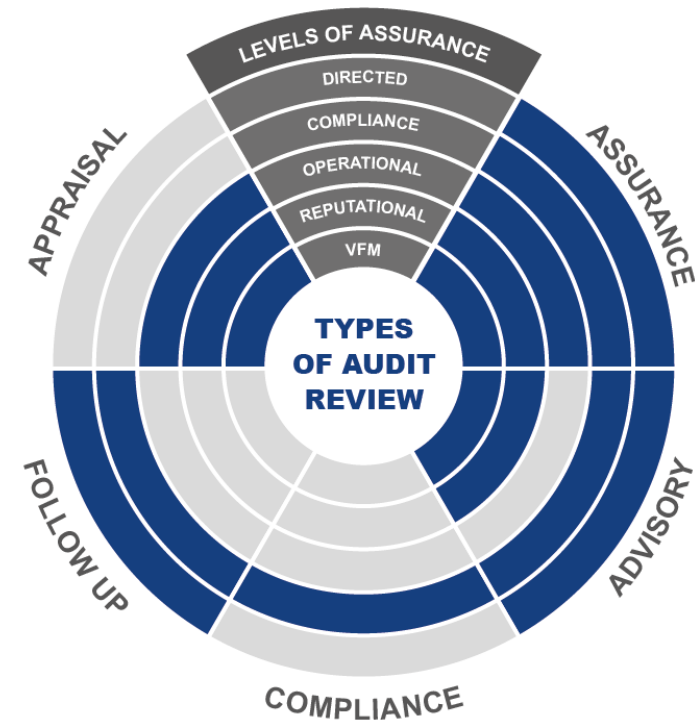 LEVELS OF ASSURANCE
DIRECTED
COMPLIANCE
OPERATIONAL
REPUTATIONAL
VFM
TYPES
OF AUDIT
REVIEW
APPRAISAL
ASSURANCE
FOLLOW UP
ADVISORY
COMPLIANCE